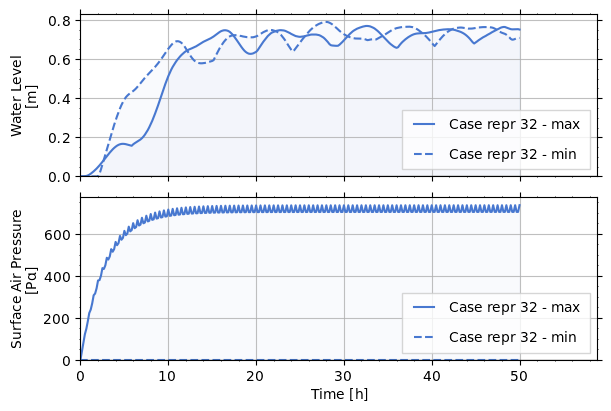 0.8
0.6
0.4
0.2
0.0
Water Level
[m]
Case repr 32 - max
Case repr 32 - min
600
400
200
0
Surface Air Pressure
[Pα]
Case repr 32 - max
Case repr 32 - min
0
10
20
30
40
50
Time [h]